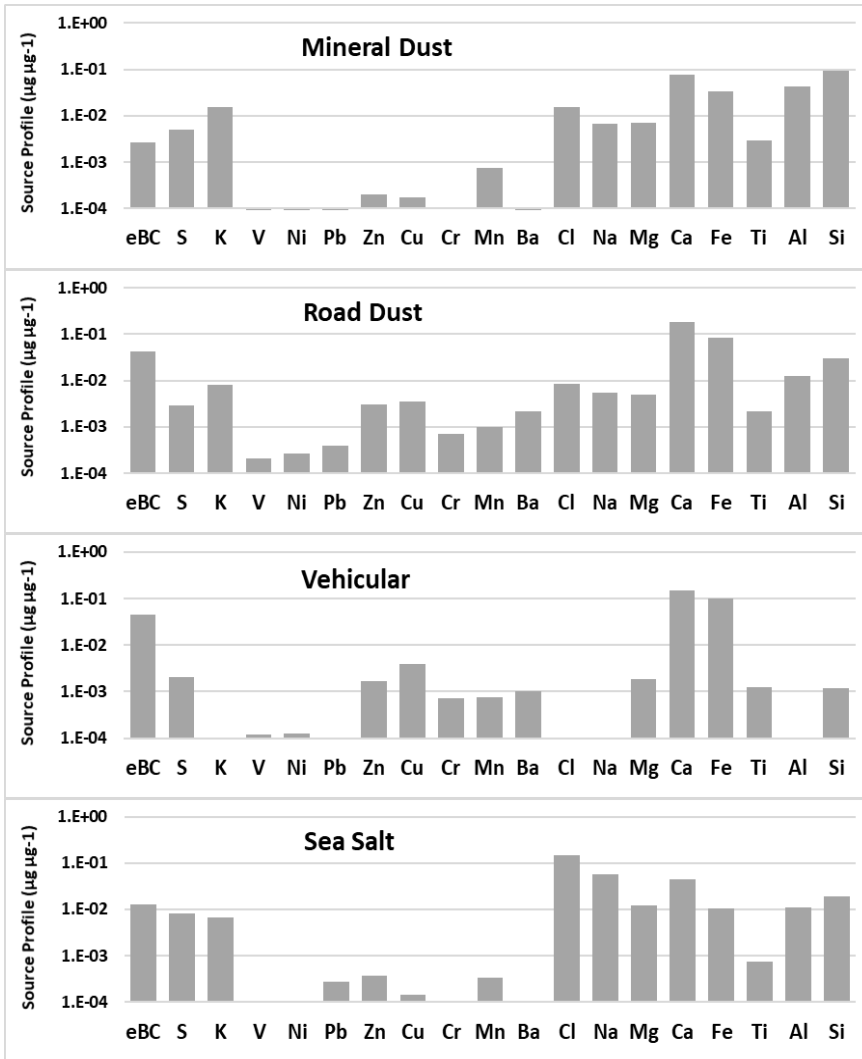 Mineral Dust
Source Profile (µg µg-1)
1.E+00
1.E-01
1.E-02
1.E-03
1.E-04
eBC S K V Ni Pb Zn Cu Cr Mn Ba Cl Na Mg Ca Fe Ti Al Si
Road Dust
Source Profile (µg µg-1)
1.E+00
1.E-01
1.E-02
1.E-03
1.E-04
eBC S K V Ni Pb Zn Cu Cr Mn Ba Cl Na Mg Ca Fe Ti Al Si
Vehicular
Source Profile (µg µg-1)
1.E+00
1.E-01
1.E-02
1.E-03
1.E-04
eBC S K V Ni Pb Zn Cu Cr Mn Ba Cl Na Mg Ca Fe Ti Al Si
Sea Salt
Source Profile (µg µg-1)
1.E+00
1.E-01
1.E-02
1.E-03
1.E-04
eBC S K V Ni Pb Zn Cu Cr Mn Ba Cl Na Mg Ca Fe Ti Al Si